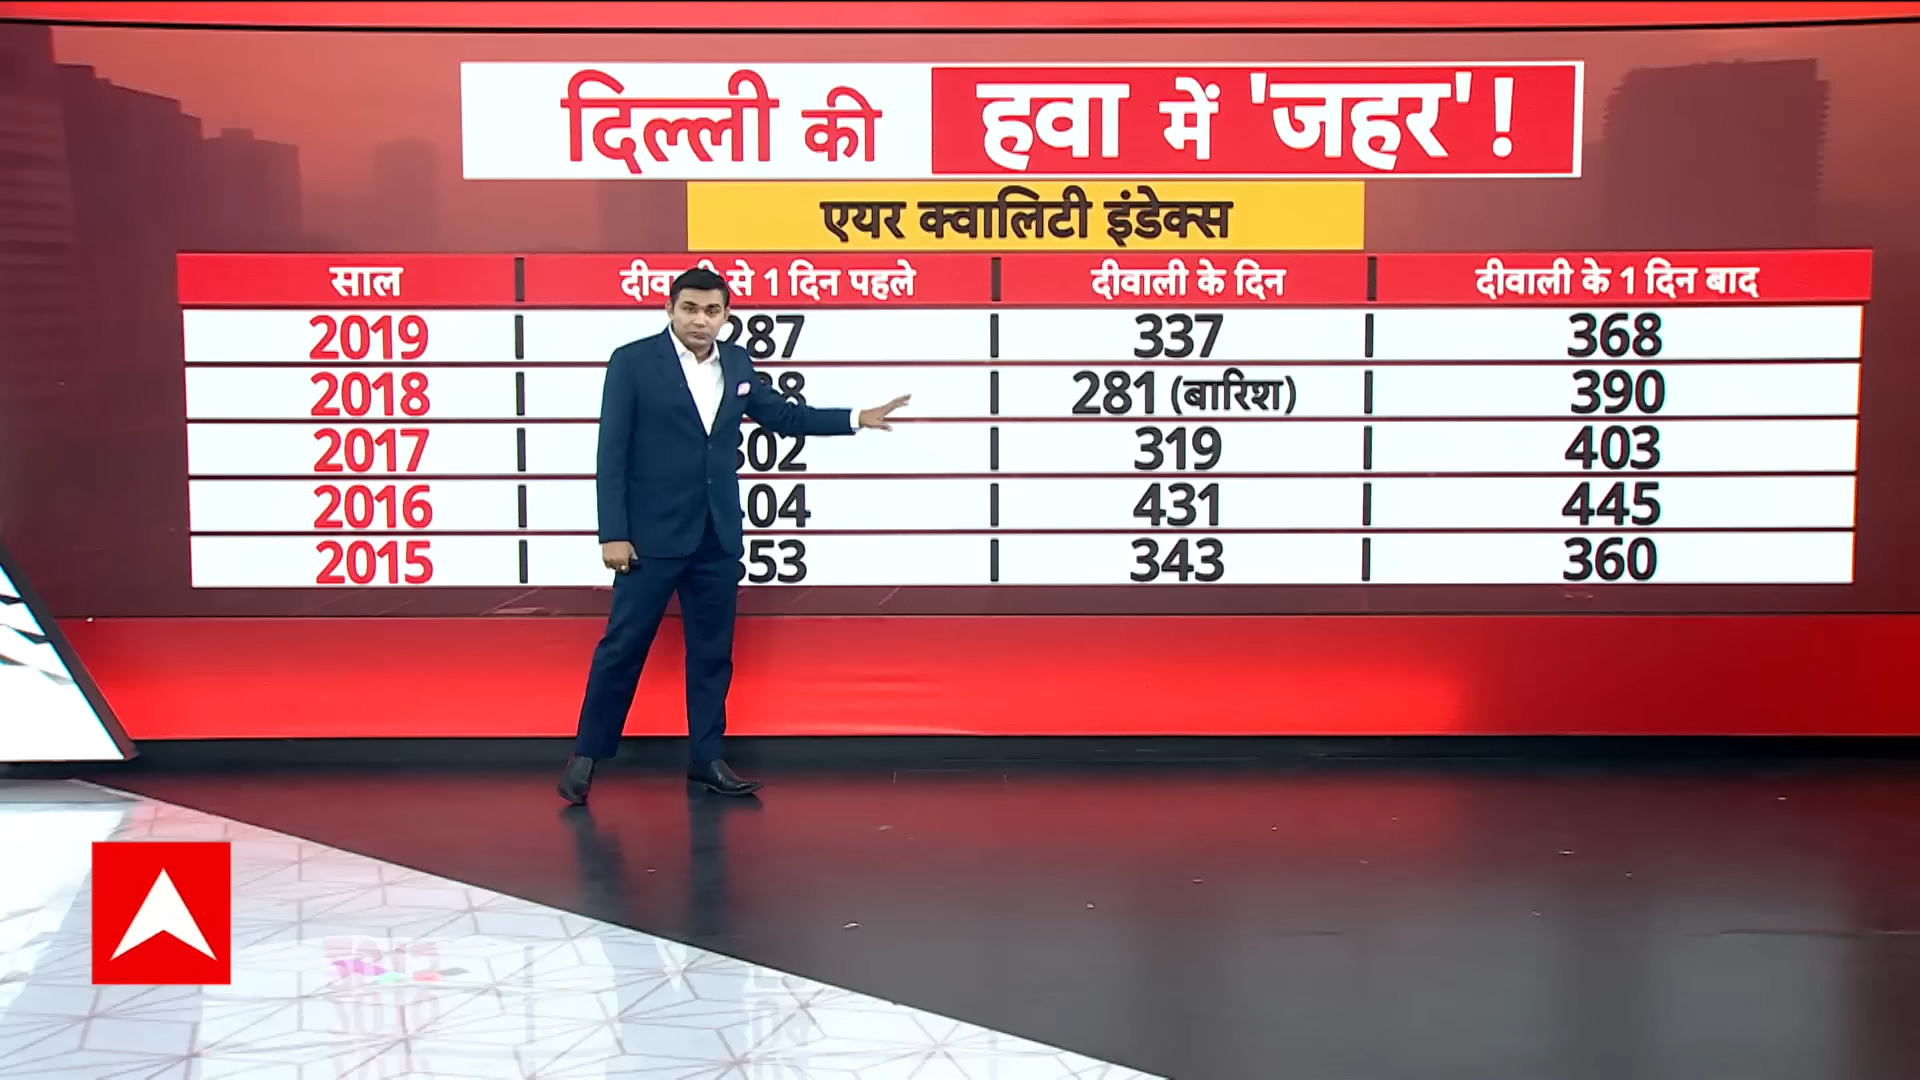 दिल्ली की हवा में 'जहर'!
एयर क्वालिटी इंडेक्स
साल | से 1 दिन पहले | दीवाली के दिन | दीवाली के 1 दिन बाद
2019 | 287 | 337 | 368
2018 | | 281 (बारिश) | 390
2017 | | 319 | 403
2016 | | 431 | 445
2015 | | 343 | 360